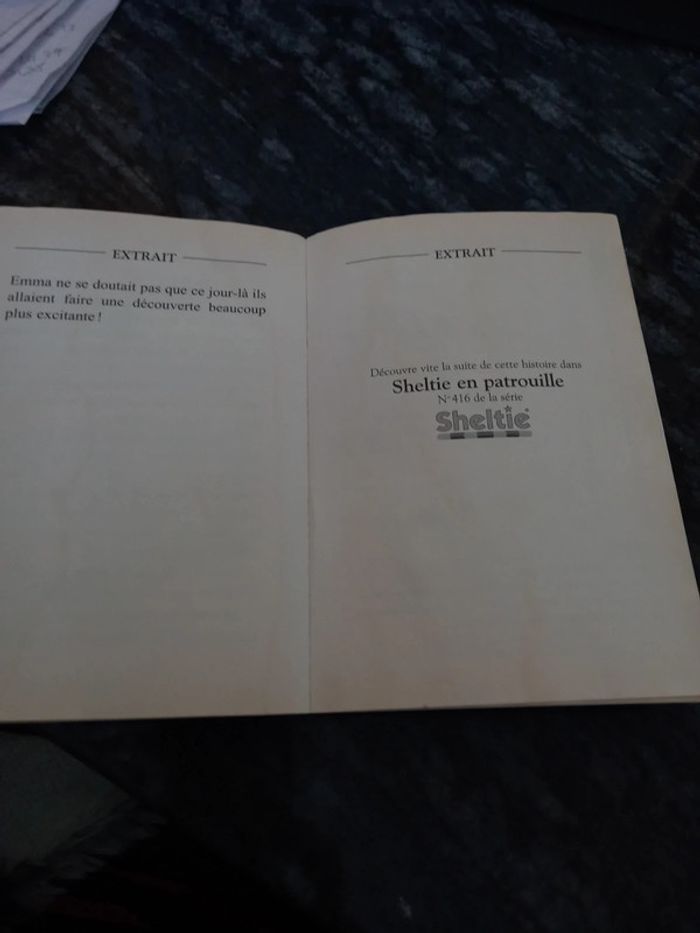 EXTRAIT
Emma ne se doutait pas que ce jour-là ils
allaient faire une découverte beaucoup
plus excitante !
EXTRAIT
Découvre vite la suite de cette histoire dans
Sheltie en patrouille
N° 416 de la série
Sheltie